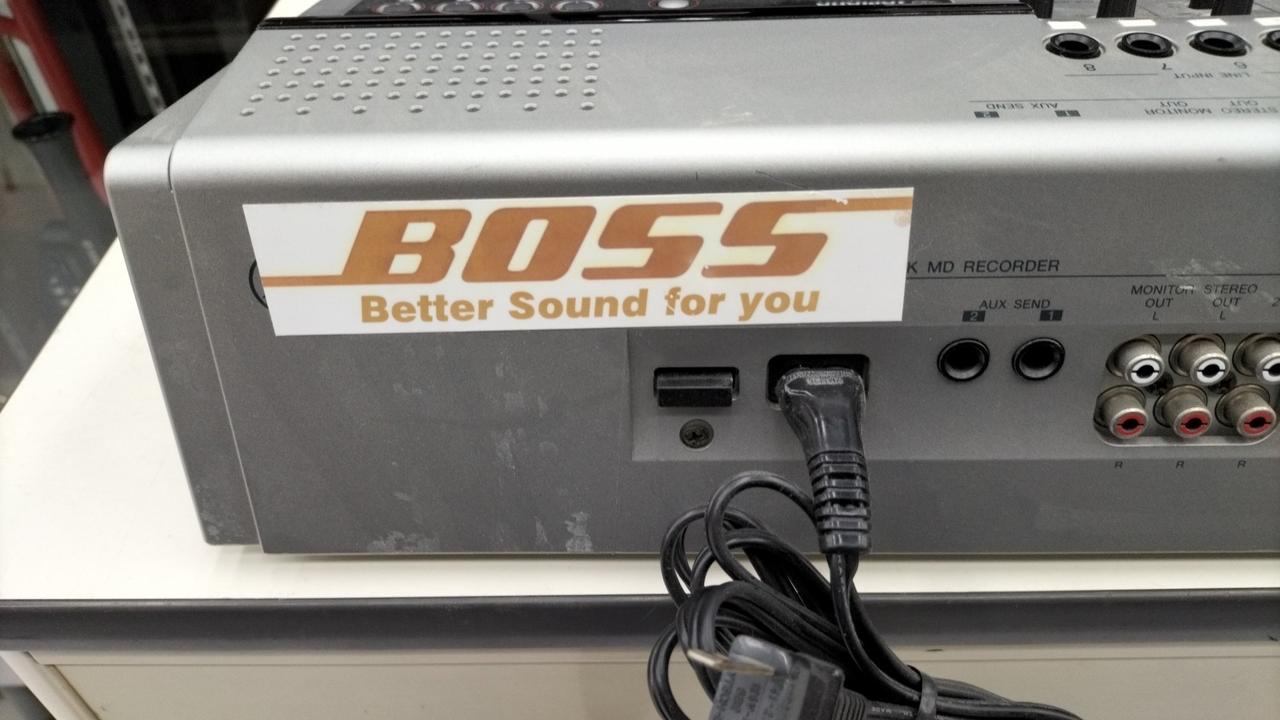 8 7 6
LINE INPUT
AUX SEND
2 1
STEREO OUT
MONITOR OUT
BOSS
Better Sound for you
K MD RECORDER
AUX SEND
2 1
MONITOR OUT
STEREO OUT
L L
R R R